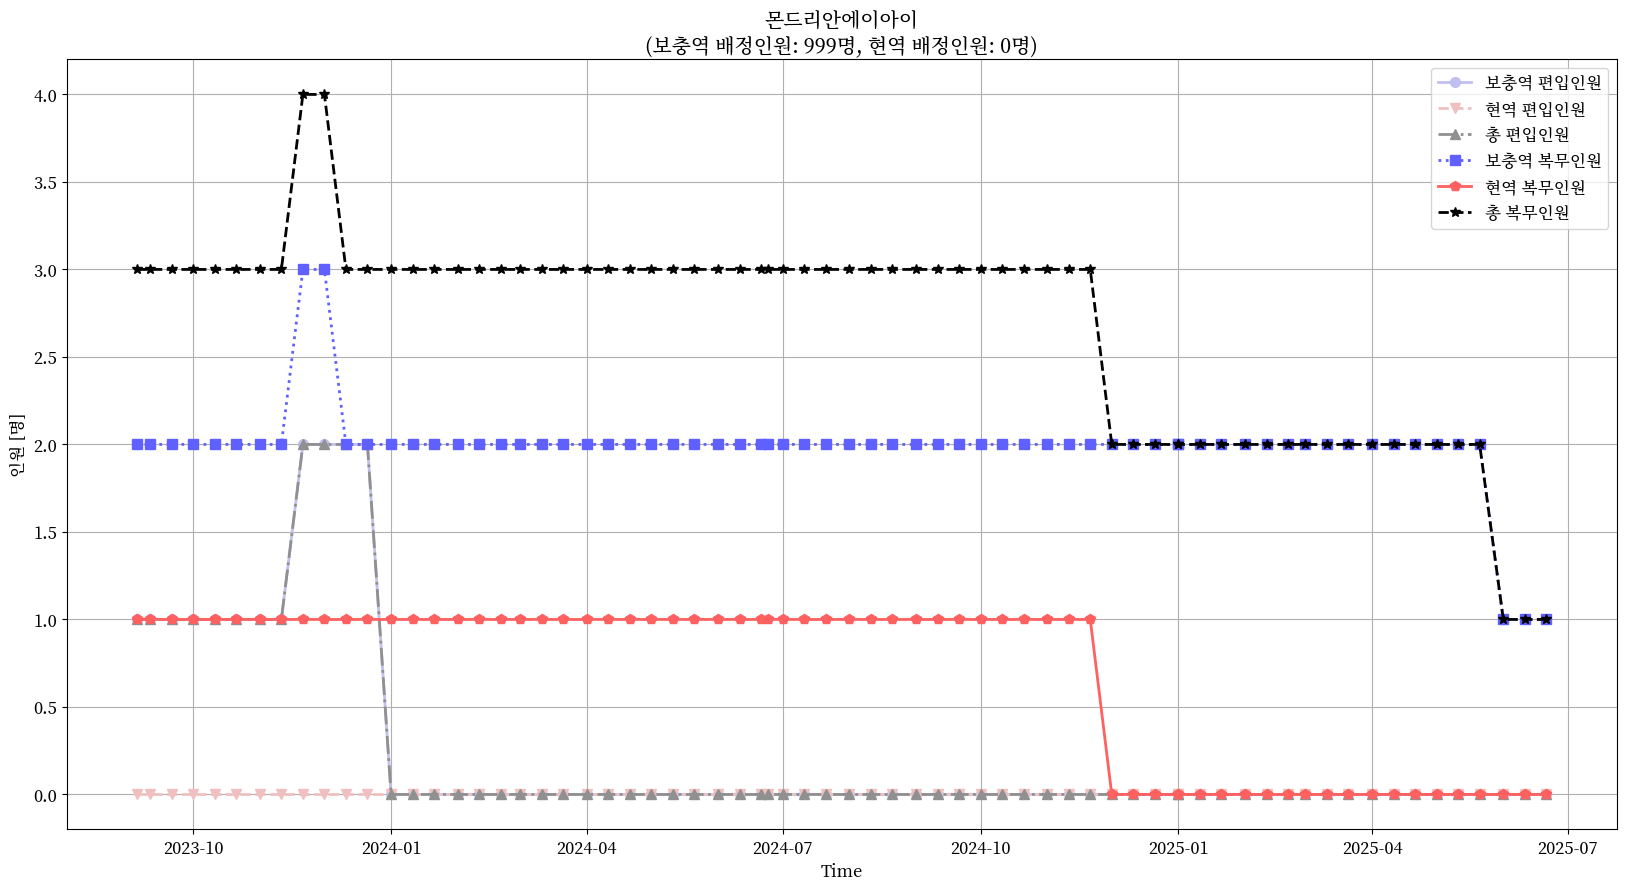 몬드리안에이아이
(보충역 배정인원: 999명, 현역 배정인원: 0명)
보충역 편입인원
현역 편입인원
총 편입인원
보충역 복무인원
현역 복무인원
총 복무인원
4.0
3.5
3.0
2.5
2.0
1.5
1.0
0.5
0.0
인원 [명]
2023-10 2024-01 2024-04 2024-07 2024-10 2025-01 2025-04 2025-07
Time